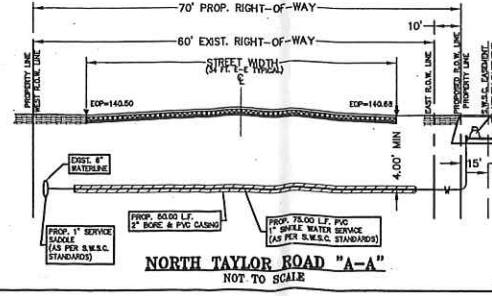 70' PROP. RIGHT-OF-WAY
10'
60' EXIST. RIGHT-OF-WAY
PROPERTY LINE
WEST R.O.W. LINE
STREET WIDTH
(34 FT. E-E TYPICAL)
EAST R.O.W. LINE
PROPOSED R.O.W. LINE
PROPERTY LINE
S.W.S.C. EASEMENT
EOP=140.50
EOP=140.68
4.00' MIN
15'
EXIST. 6"
WATERLINE
W
PROP. 1" SERVICE
SADDLE
(AS PER S.W.S.C.
STANDARDS)
PROP. 60.00 L.F.
2" BORE & PVC CASING
PROP. 75.00 L.F. PVC
1" SINGLE WATER SERVICE
(AS PER S.W.S.C. STANDARDS)
NORTH TAYLOR ROAD "A-A"
NOT TO SCALE